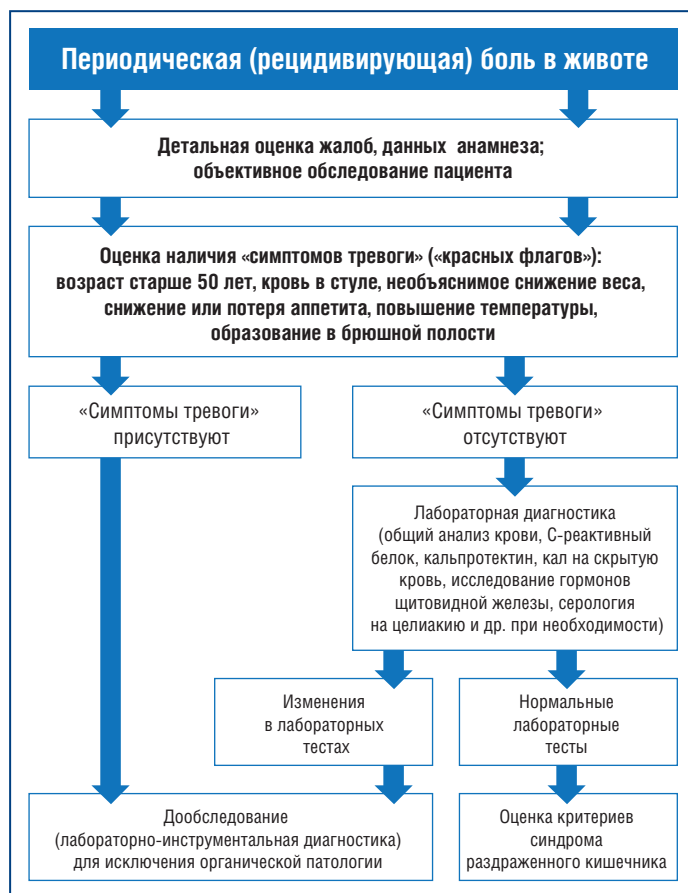 Периодическая (рецидивирующая) боль в животе
Детальная оценка жалоб, данных анамнеза;
объективное обследование пациента
Оценка наличия «симптомов тревоги» («красных флагов»):
возраст старше 50 лет, кровь в стуле, необъяснимое снижение веса,
снижение или потеря аппетита, повышение температуры,
образование в брюшной полости
«Симптомы тревоги»
присутствуют
«Симптомы тревоги»
отсутствуют
Лабораторная диагностика
(общий анализ крови, С-реактивный
белок, кальпротектин, кал на скрытую
кровь, исследование гормонов
щитовидной железы, серология
на целиакию и др. при необходимости)
Изменения
в лабораторных
тестах
Нормальные
лабораторные
тесты
Дообследование
(лабораторно-инструментальная диагностика)
для исключения органической патологии
Оценка критериев
синдрома
раздраженного кишечника